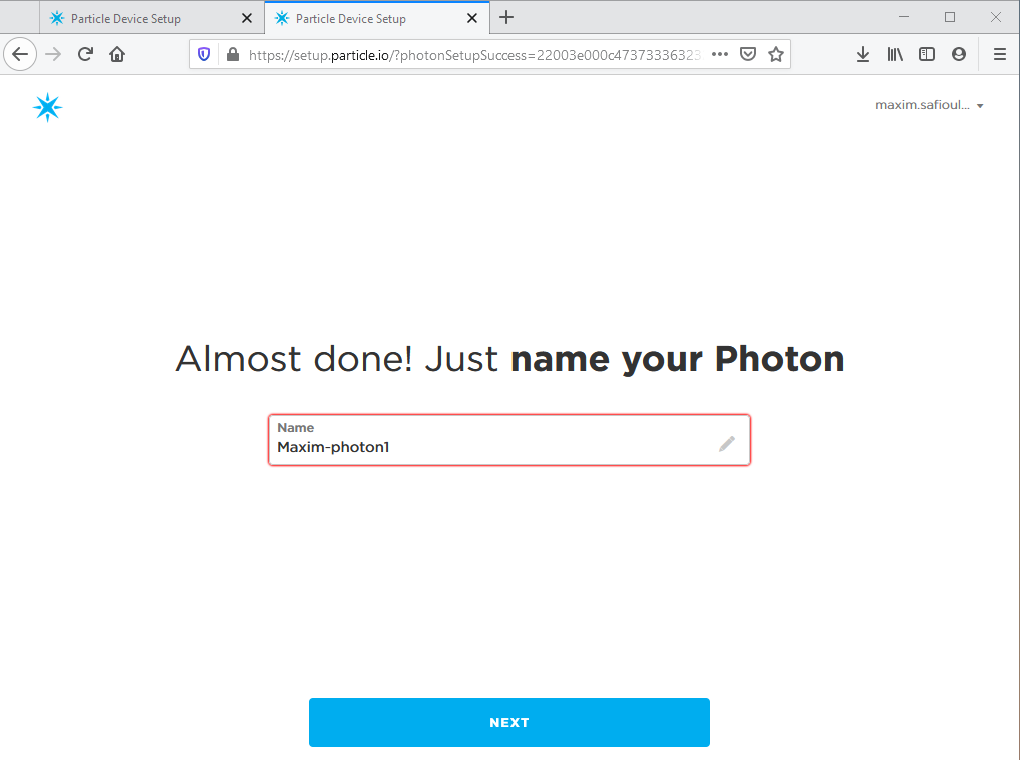 Particle Device Setup
Particle Device Setup
https://setup.particle.io/?photonSetupSuccess=22003e000c47373336323
maxim.safioul...
Almost done! Just name your Photon
Name
Maxim-photon1
NEXT